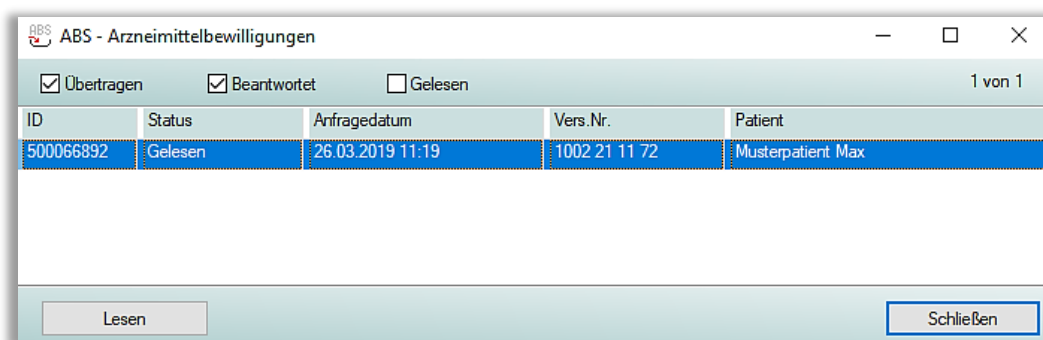 ABS ABS - Arzneimittelbewilligungen
Übertragen Beantwortet Gelesen 1 von 1
ID Status Anfragedatum Vers.Nr. Patient
500066892 Gelesen 26.03.2019 11:19 1002 21 11 72 Musterpatient Max
Lesen Schließen